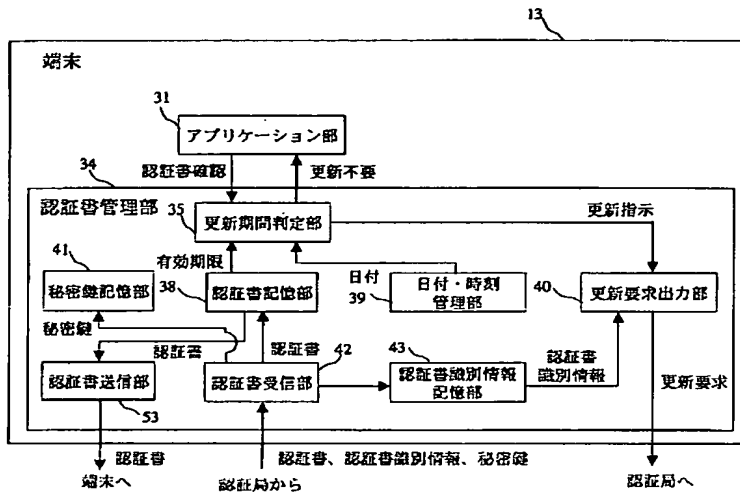 13
端末
31
アプリケーション部
認証書確認
更新不要
34
認証書管理部
35
更新期間判定部
更新指示
41
有効期限
日付
秘密鍵記憶部
38
認証書記憶部
日付・時刻
管理部
39
40
更新要求出力部
秘密鍵
認証書
認証書
42
43
認証書
識別情報
認証書送信部
認証書受信部
認証書識別情報
記憶部
更新要求
53
認証書
認証書、認証書識別情報、秘密鍵
端末へ
認証局から
認証局へ